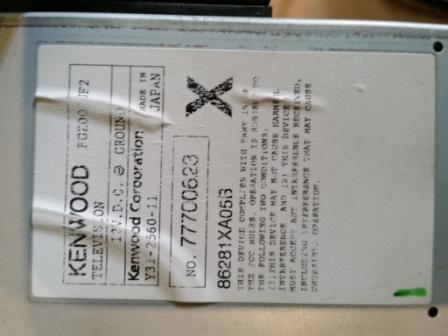 KENWOOD
TELEVISION
12V.D.C. ⊖ GROUND
Kenwood Corporation MADE IN JAPAN
Y31-2560-11
NO. 77700623
X
86281XA05B
THIS DEVICE COMPLIES WITH PART 15 OF
THE FCC RULES. OPERATION IS SUBJECT TO
THE FOLLOWING TWO CONDITIONS:
(1)THIS DEVICE MAY NOT CAUSE HARMFUL
INTERFERENCE AND (2) THIS DEVICE
MUST ACCEPT ANY INTERFERENCE RECEIVED,
INCLUDING INTERFERENCE THAT MAY CAUSE
UNDESIRED OPERATION.